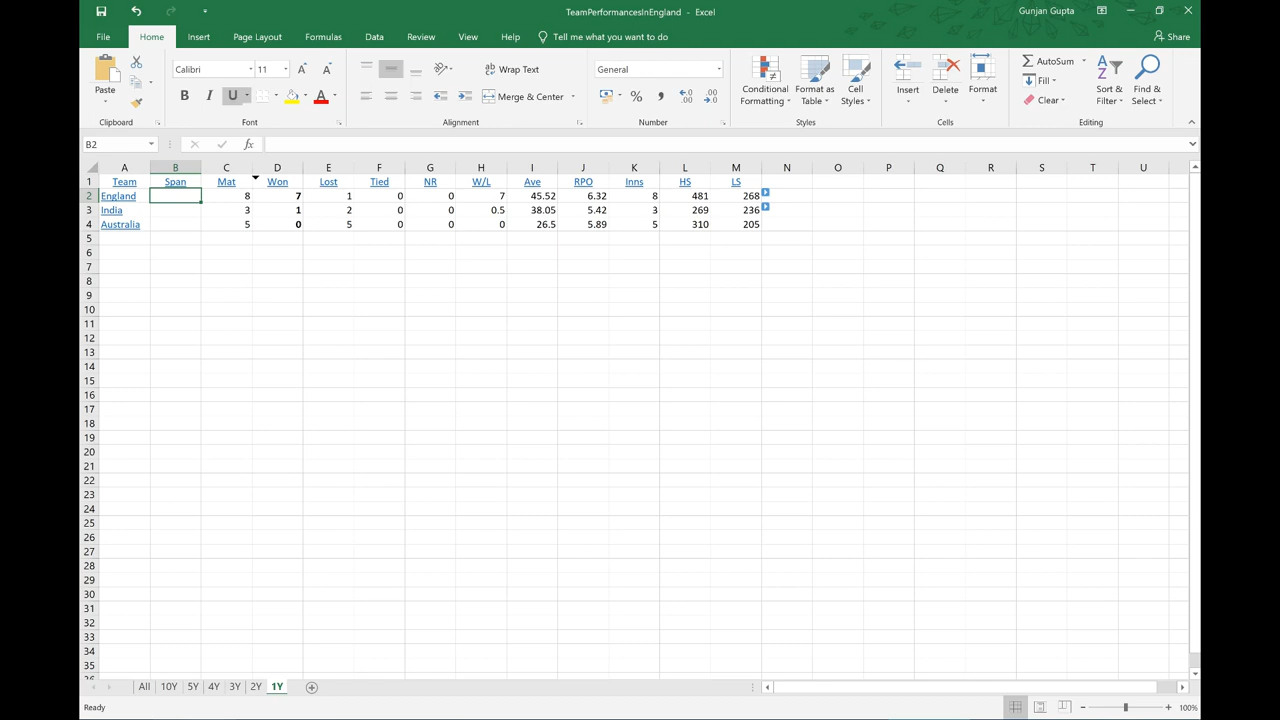 TeamPerformancesInEngland - Excel
Gunjan Gupta
File Home Insert Page Layout Formulas Data Review View Help Tell me what you want to do Share
Calibri 11 Wrap Text General AutoSum
Paste Conditional Formatting Format as Table Cell Styles Insert Delete Format Fill Sort & Filter Find & Select
B I U Merge & Center % , Clear
Clipboard Font Alignment Number Styles Cells Editing
B2 fx
A B C D E F G H I J K L M N O P Q R S T U
1 Team Span Mat Won Lost Tied NR W/L Ave RPO Inns HS LS
2 England 8 7 1 0 0 7 45.52 6.32 8 481 268
3 India 3 1 2 0 0 0.5 38.05 5.42 3 269 236
4 Australia 5 0 5 0 0 0 26.5 5.89 5 310 205
5
6
7
8
9
10
11
12
13
14
15
16
17
18
19
20
21
22
23
24
25
26
27
28
29
30
31
32
33
34
35
All 10Y 5Y 4Y 3Y 2Y 1Y
Ready 100%